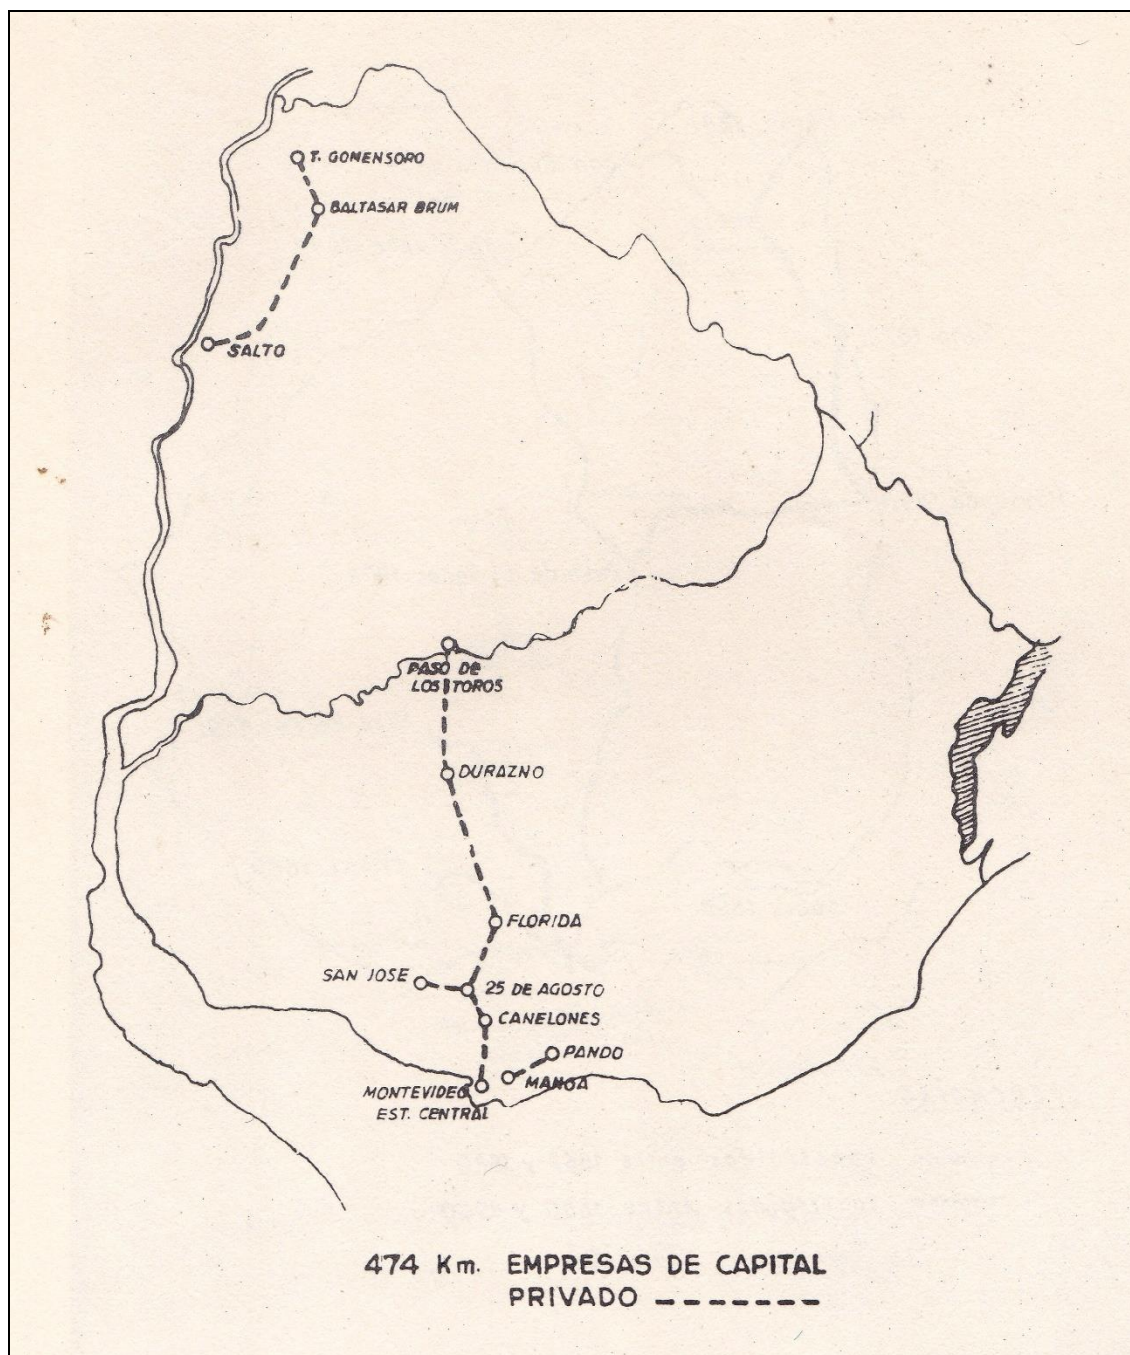 T. GOMENSORO
BALTASAR BRUM
SALTO
PASO DE
LOS TOROS
DURAZNO
FLORIDA
SAN JOSE
25 DE AGOSTO
CANELONES
PANDO
MANGA
MONTEVIDEO
EST. CENTRAL
474 Km. EMPRESAS DE CAPITAL
PRIVADO